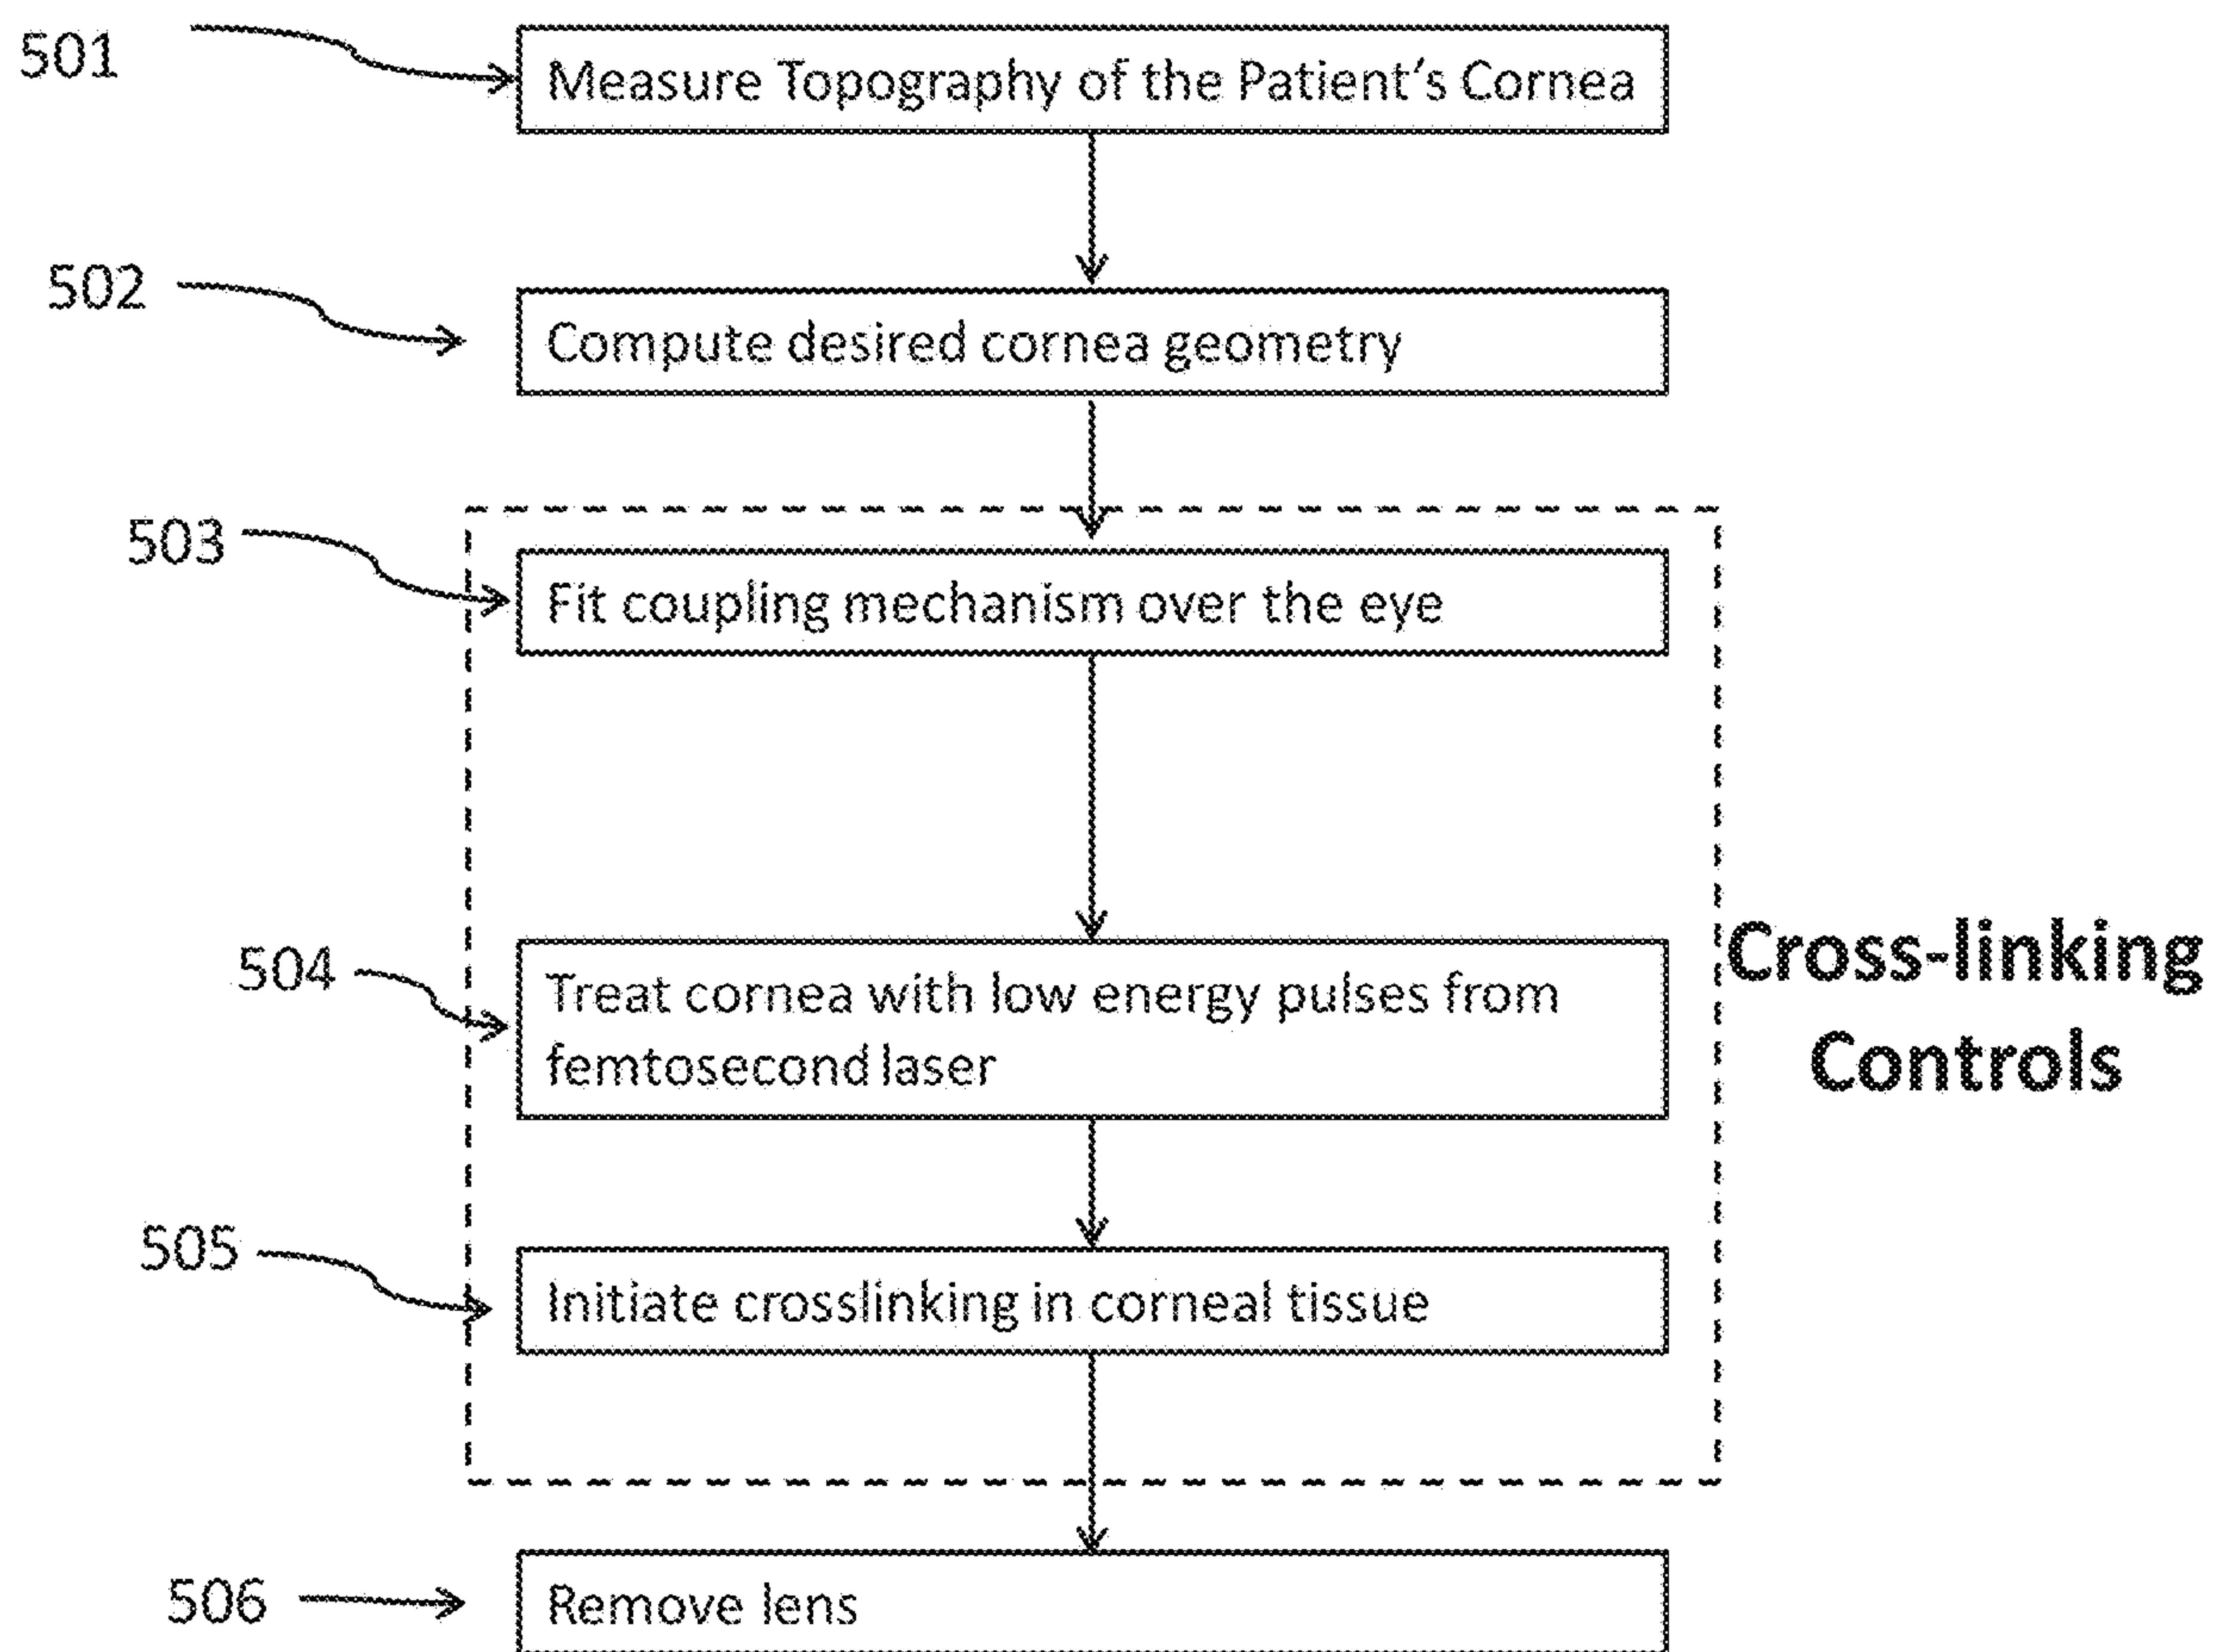 501
Measure Topography of the Patient's Cornea
502
Compute desired cornea geometry
503
Fit coupling mechanism over the eye
504
Treat cornea with low energy pulses from
femtosecond laser
Cross-linking
Controls
505
Initiate crosslinking in corneal tissue
506
Remove lens